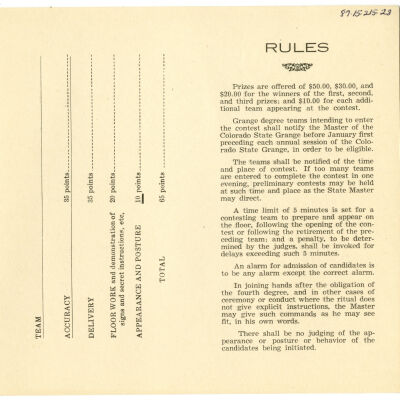 87.15.215.23
TEAM
ACCURACY 35 points
DELIVERY 35 points
FLOOR WORK and demonstration of 20 points
signs and secret instructions, etc,
APPEARANCE AND POSTURE 10 points
TOTAL 65 points
RULES
Prizes are offered of $50.00, $30.00, and
$20.00 for the winners of the first, second,
and third prizes; and $10.00 for each addi-
tional team appearing at the contest.
Grange degree teams intending to enter
the contest shall notify the Master of the
Colorado State Grange before January first
preceding each annual session of the Colo-
rado State Grange, in order to be eligible.
The teams shall be notified of the time
and place of contest. If too many teams
are entered to complete the contest in one
evening, preliminary contests may be held
at such time and place as the State Master
may direct.
A time limit of 5 minutes is set for a
contesting team to prepare and appear on
the floor, following the opening of the con-
test or following the retirement of the pre-
ceding team; and a penalty, to be determ-
ined by the judges, shall be invoked for
delays exceeding such 5 minutes.
An alarm for admission of candidates is
to be any alarm except the correct alarm.
In joining hands after the obligation of
the fourth degree, and in other cases of
ceremony or conduct where the ritual does
not give explicit instructions, the Master
may give such commands as he may see
fit, in his own words.
There shall be no judging of the ap-
pearance or posture or behavior of the
candidates being initiated.